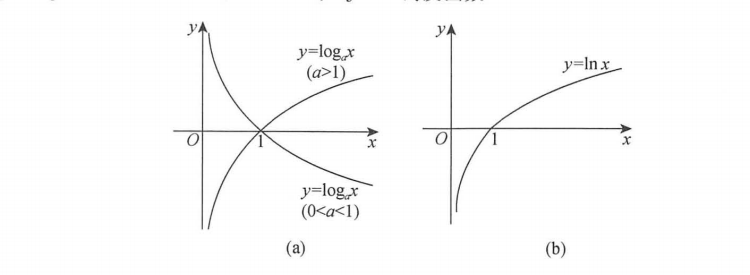 y
y=logₐx
(a>1)
O
1
x
y=logₐx
(0<a<1)
(a)
y
y=ln x
O
1
x
(b)